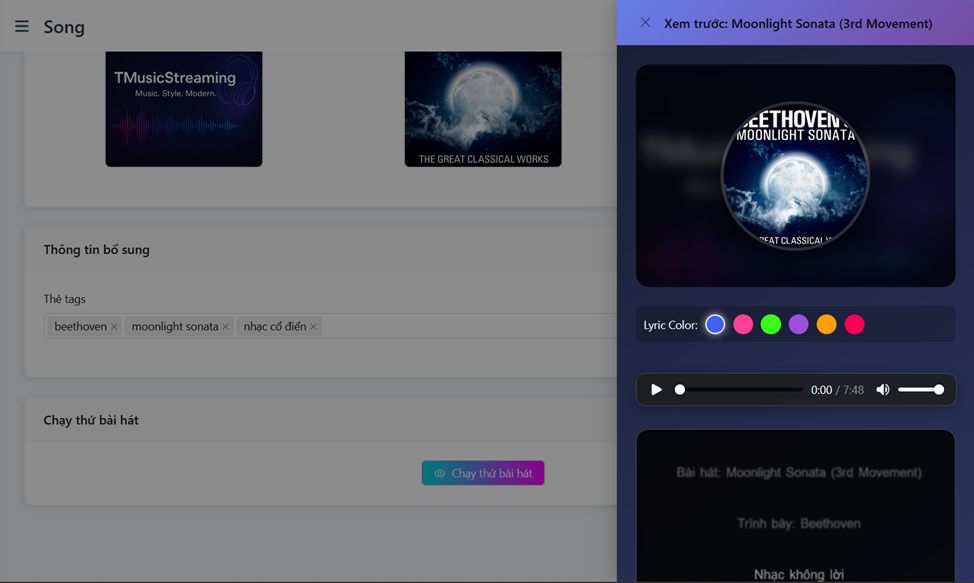 Song
TMusicStreaming
Music. Style. Modern.
THE GREAT CLASSICAL WORKS
Thông tin bổ sung
Thẻ tags
beethoven ×
moonlight sonata ×
nhạc cổ điển ×
Chạy thử bài hát
Chạy thử bài hát
Xem trước: Moonlight Sonata (3rd Movement)
BEETHOVEN'S
MOONLIGHT SONATA
EAT CLASSICAL W
Lyric Color:
0:00 / 7:48
Bài hát: Moonlight Sonata (3rd Movement)
Trình bày: Beethoven
Nhạc không lời